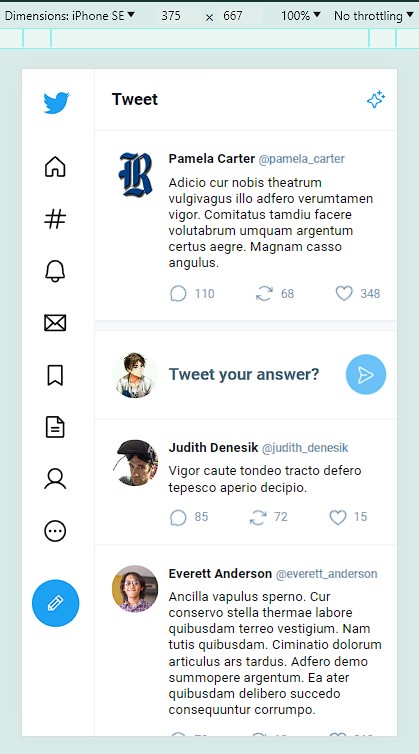 Dimensions: iPhone SE ▼ 375 × 667 100% ▼ No throttling ▼
Tweet
Pamela Carter @pamela_carter
Adicio cur nobis theatrum
vulgivagus illo adfero verumtamen
vigor. Comitatus tamdiu facere
volutabrum umquam argentum
certus aegre. Magnam casso
angulus.
110 68 348
Tweet your answer?
Judith Denesik @judith_denesik
Vigor caute tondeo tracto defero
tepesco aperio decipio.
85 72 15
Everett Anderson @everett_anderson
Ancilla vapulus sperno. Cur
conservo stella thermae labore
quibusdam terreo vestigium. Nam
tutis quibusdam. Ciminatio dolorum
articulus ars tardus. Adfero demo
summopere argentum. Ea ater
quibusdam delibero succedo
consequuntur corrumpo.